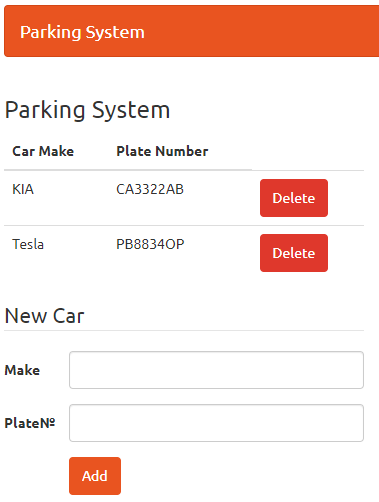 Parking System
Parking System
Car Make Plate Number
KIA CA3322AB Delete
Tesla PB8834OP Delete
New Car
Make
Plate№
Add